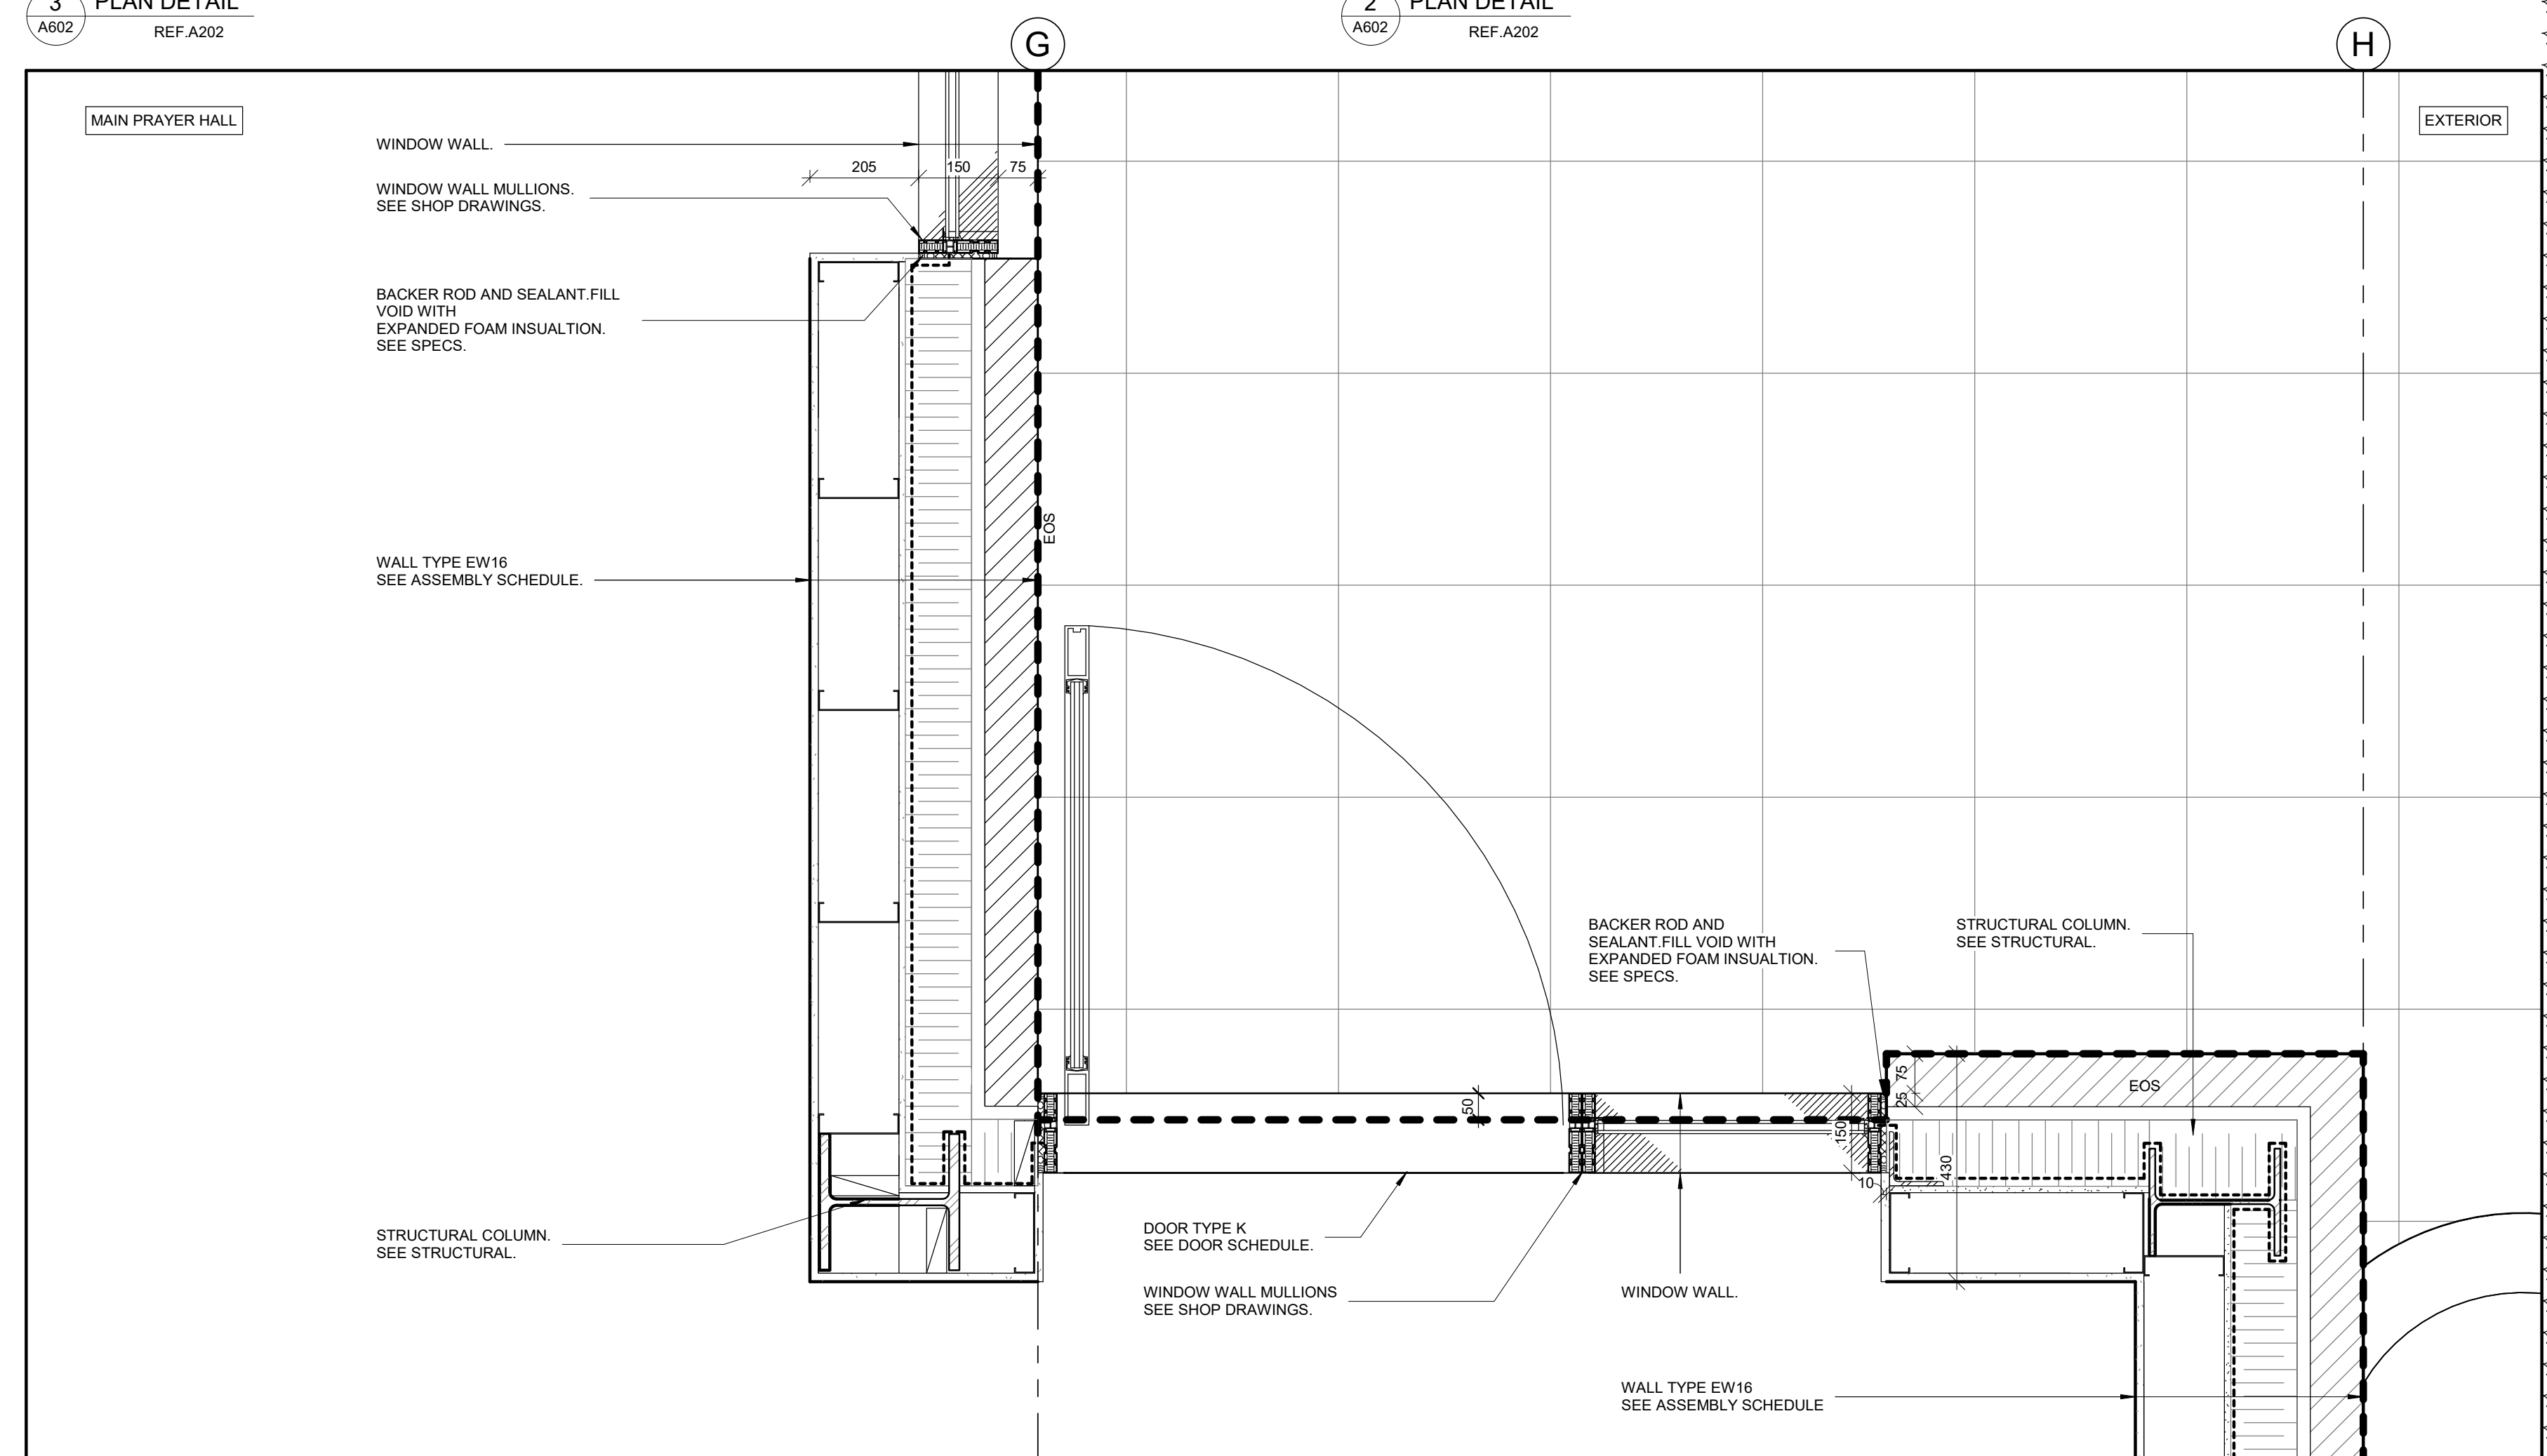 3
PLAN DETAIL
A602
REF.A202
2
PLAN DETAIL
A602
REF.A202
G
H
MAIN PRAYER HALL
EXTERIOR
WINDOW WALL.
205
150
75
WINDOW WALL MULLIONS.
SEE SHOP DRAWINGS.
BACKER ROD AND SEALANT.FILL
VOID WITH
EXPANDED FOAM INSUALTION.
SEE SPECS.
EOS
WALL TYPE EW16
SEE ASSEMBLY SCHEDULE.
BACKER ROD AND
SEALANT.FILL VOID WITH
EXPANDED FOAM INSUALTION.
SEE SPECS.
STRUCTURAL COLUMN.
SEE STRUCTURAL.
75
25
EOS
50
150
430
10
STRUCTURAL COLUMN.
SEE STRUCTURAL.
DOOR TYPE K
SEE DOOR SCHEDULE.
WINDOW WALL MULLIONS
SEE SHOP DRAWINGS.
WINDOW WALL.
WALL TYPE EW16
SEE ASSEMBLY SCHEDULE